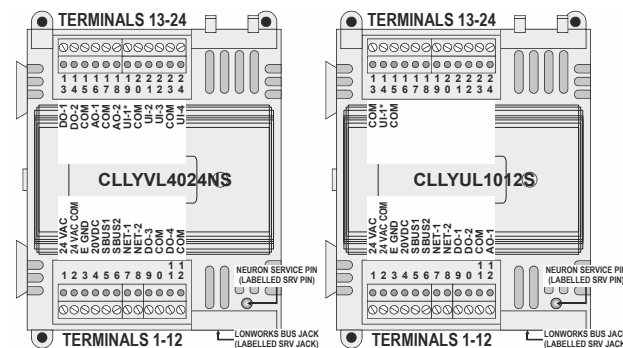 TERMINALS 13-24
1 1 1 1 1 1 1 2 2 2 2 2
3 4 5 6 7 8 9 0 1 2 3 4
DO-1
DO-2
COM
AO-1
COM
AO-2
UI-1*
COM
UI-2
UI-3
COM
UI-4
CLLYVL4024NS
24 VAC
24 VAC COM
E GND
20VDC
SBUS1
SBUS2
NET-1
NET-2
DO-3
COM
DO-4
COM
1 1
1 2 3 4 5 6 7 8 9 0 1 2
NEURON SERVICE PIN
(LABELLED SRV PIN)
TERMINALS 1-12
LONWORKS BUS JACK
(LABELLED SRV JACK)
TERMINALS 13-24
1 1 1 1 1 1 1 2 2 2 2 2
3 4 5 6 7 8 9 0 1 2 3 4
COM
UI-1*
COM
CLLYUL1012S
24 VAC
24 VAC COM
E GND
20VDC
SBUS1
SBUS2
NET-1
NET-2
DO-1
DO-2
COM
AO-1
1 1
1 2 3 4 5 6 7 8 9 0 1 2
NEURON SERVICE PIN
(LABELLED SRV PIN)
TERMINALS 1-12
LONWORKS BUS JACK
(LABELLED SRV JACK)